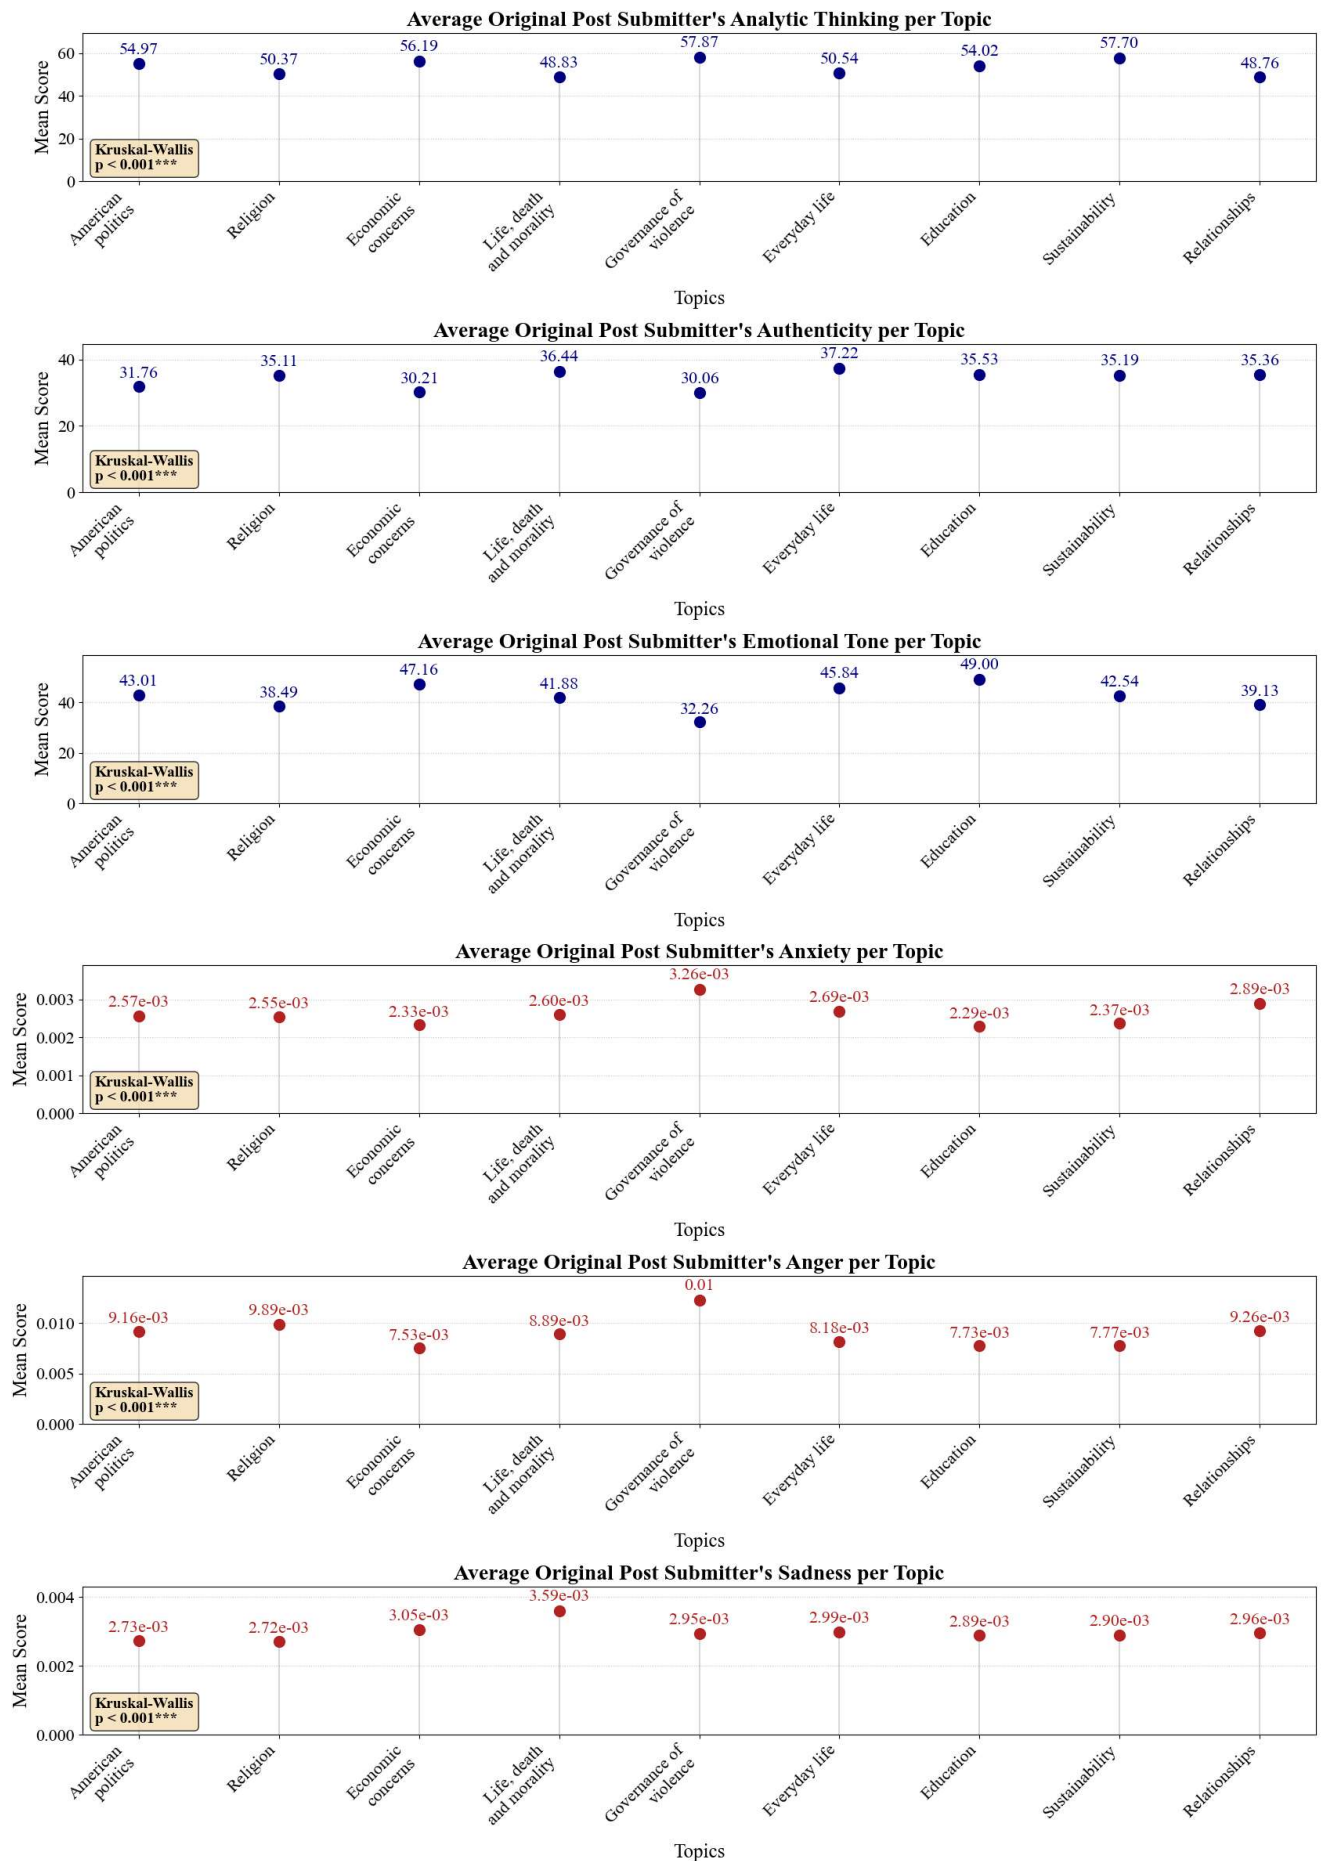 Average Original Post Submitter's Analytic Thinking per Topic
54.97 50.37 56.19 48.83 57.87 50.54 54.02 57.70 48.76
60
40
20
0
Mean Score
Kruskal-Wallis
p < 0.001***
American
politics
Religion
Economic
concerns
Life, death
and morality
Governance of
violence
Everyday life
Education
Sustainability
Relationships
Topics
Average Original Post Submitter's Authenticity per Topic
31.76 35.11 30.21 36.44 30.06 37.22 35.53 35.19 35.36
40
20
0
Mean Score
Kruskal-Wallis
p < 0.001***
American
politics
Religion
Economic
concerns
Life, death
and morality
Governance of
violence
Everyday life
Education
Sustainability
Relationships
Topics
Average Original Post Submitter's Emotional Tone per Topic
43.01 38.49 47.16 41.88 32.26 45.84 49.00 42.54 39.13
40
20
0
Mean Score
Kruskal-Wallis
p < 0.001***
American
politics
Religion
Economic
concerns
Life, death
and morality
Governance of
violence
Everyday life
Education
Sustainability
Relationships
Topics
Average Original Post Submitter's Anxiety per Topic
2.57e-03 2.55e-03 2.33e-03 2.60e-03 3.26e-03 2.69e-03 2.29e-03 2.37e-03 2.89e-03
0.003
0.002
0.001
0.000
Mean Score
Kruskal-Wallis
p < 0.001***
American
politics
Religion
Economic
concerns
Life, death
and morality
Governance of
violence
Everyday life
Education
Sustainability
Relationships
Topics
Average Original Post Submitter's Anger per Topic
9.16e-03 9.89e-03 7.53e-03 8.89e-03 0.01 8.18e-03 7.73e-03 7.77e-03 9.26e-03
0.010
0.005
0.000
Mean Score
Kruskal-Wallis
p < 0.001***
American
politics
Religion
Economic
concerns
Life, death
and morality
Governance of
violence
Everyday life
Education
Sustainability
Relationships
Topics
Average Original Post Submitter's Sadness per Topic
2.73e-03 2.72e-03 3.05e-03 3.59e-03 2.95e-03 2.99e-03 2.89e-03 2.90e-03 2.96e-03
0.004
0.002
0.000
Mean Score
Kruskal-Wallis
p < 0.001***
American
politics
Religion
Economic
concerns
Life, death
and morality
Governance of
violence
Everyday life
Education
Sustainability
Relationships
Topics